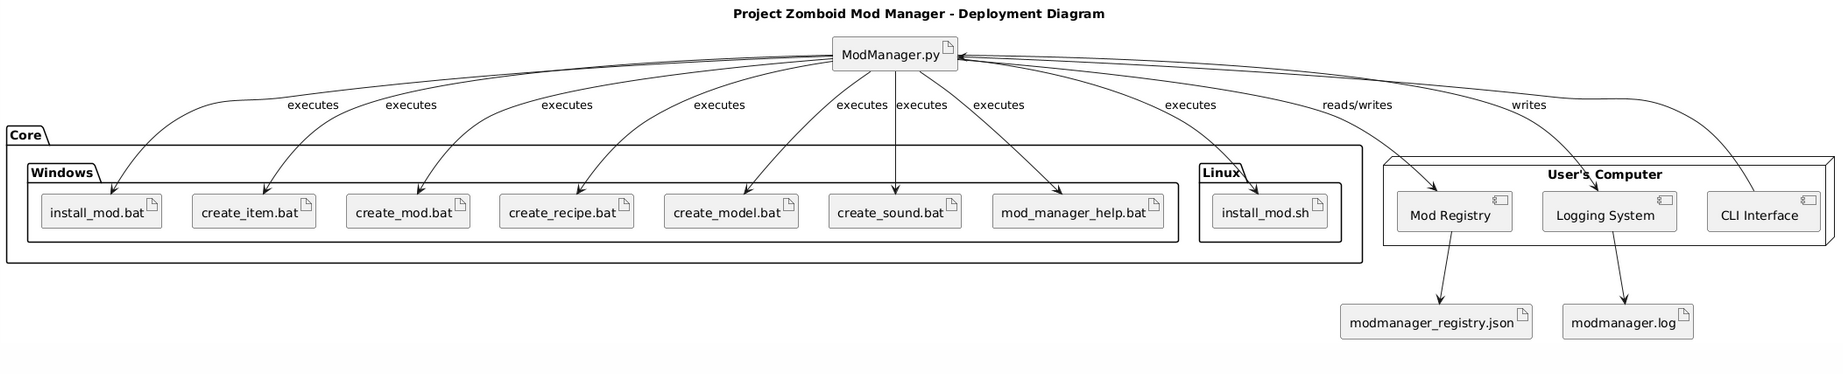 Project Zomboid Mod Manager - Deployment Diagram
ModManager.py
executes
executes
executes
executes
executes
executes
executes
executes
reads/writes
writes
Core
Windows
install_mod.bat
create_item.bat
create_mod.bat
create_recipe.bat
create_model.bat
create_sound.bat
mod_manager_help.bat
Linux
install_mod.sh
User's Computer
Mod Registry
Logging System
CLI Interface
modmanager_registry.json
modmanager.log